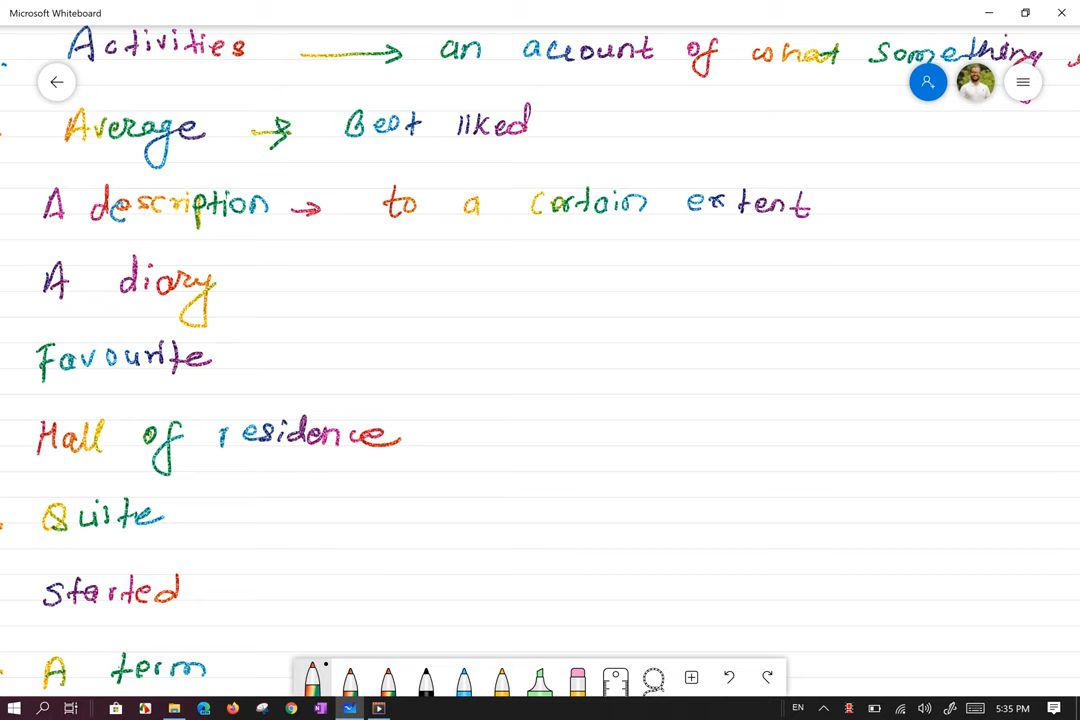 Microsoft Whiteboard
Activities → an account of what something
Average → Best liked
A description → to a certain extent
A diary
Favourite
Hall of residence
Quite
started
A term
EN 5:35 PM